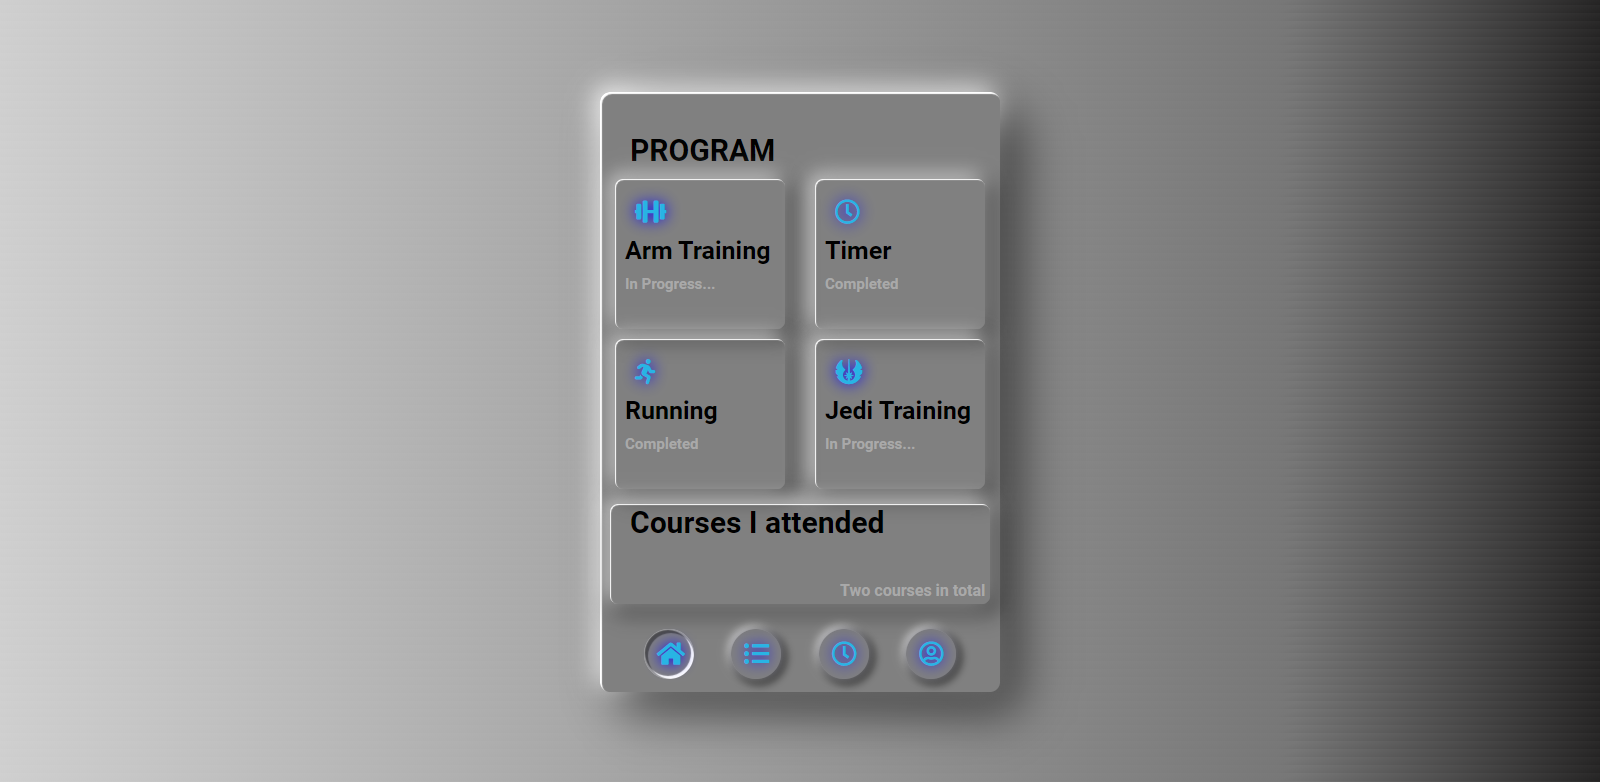 PROGRAM
Arm Training
In Progress...
Timer
Completed
Running
Completed
Jedi Training
In Progress...
Courses I attended
Two courses in total